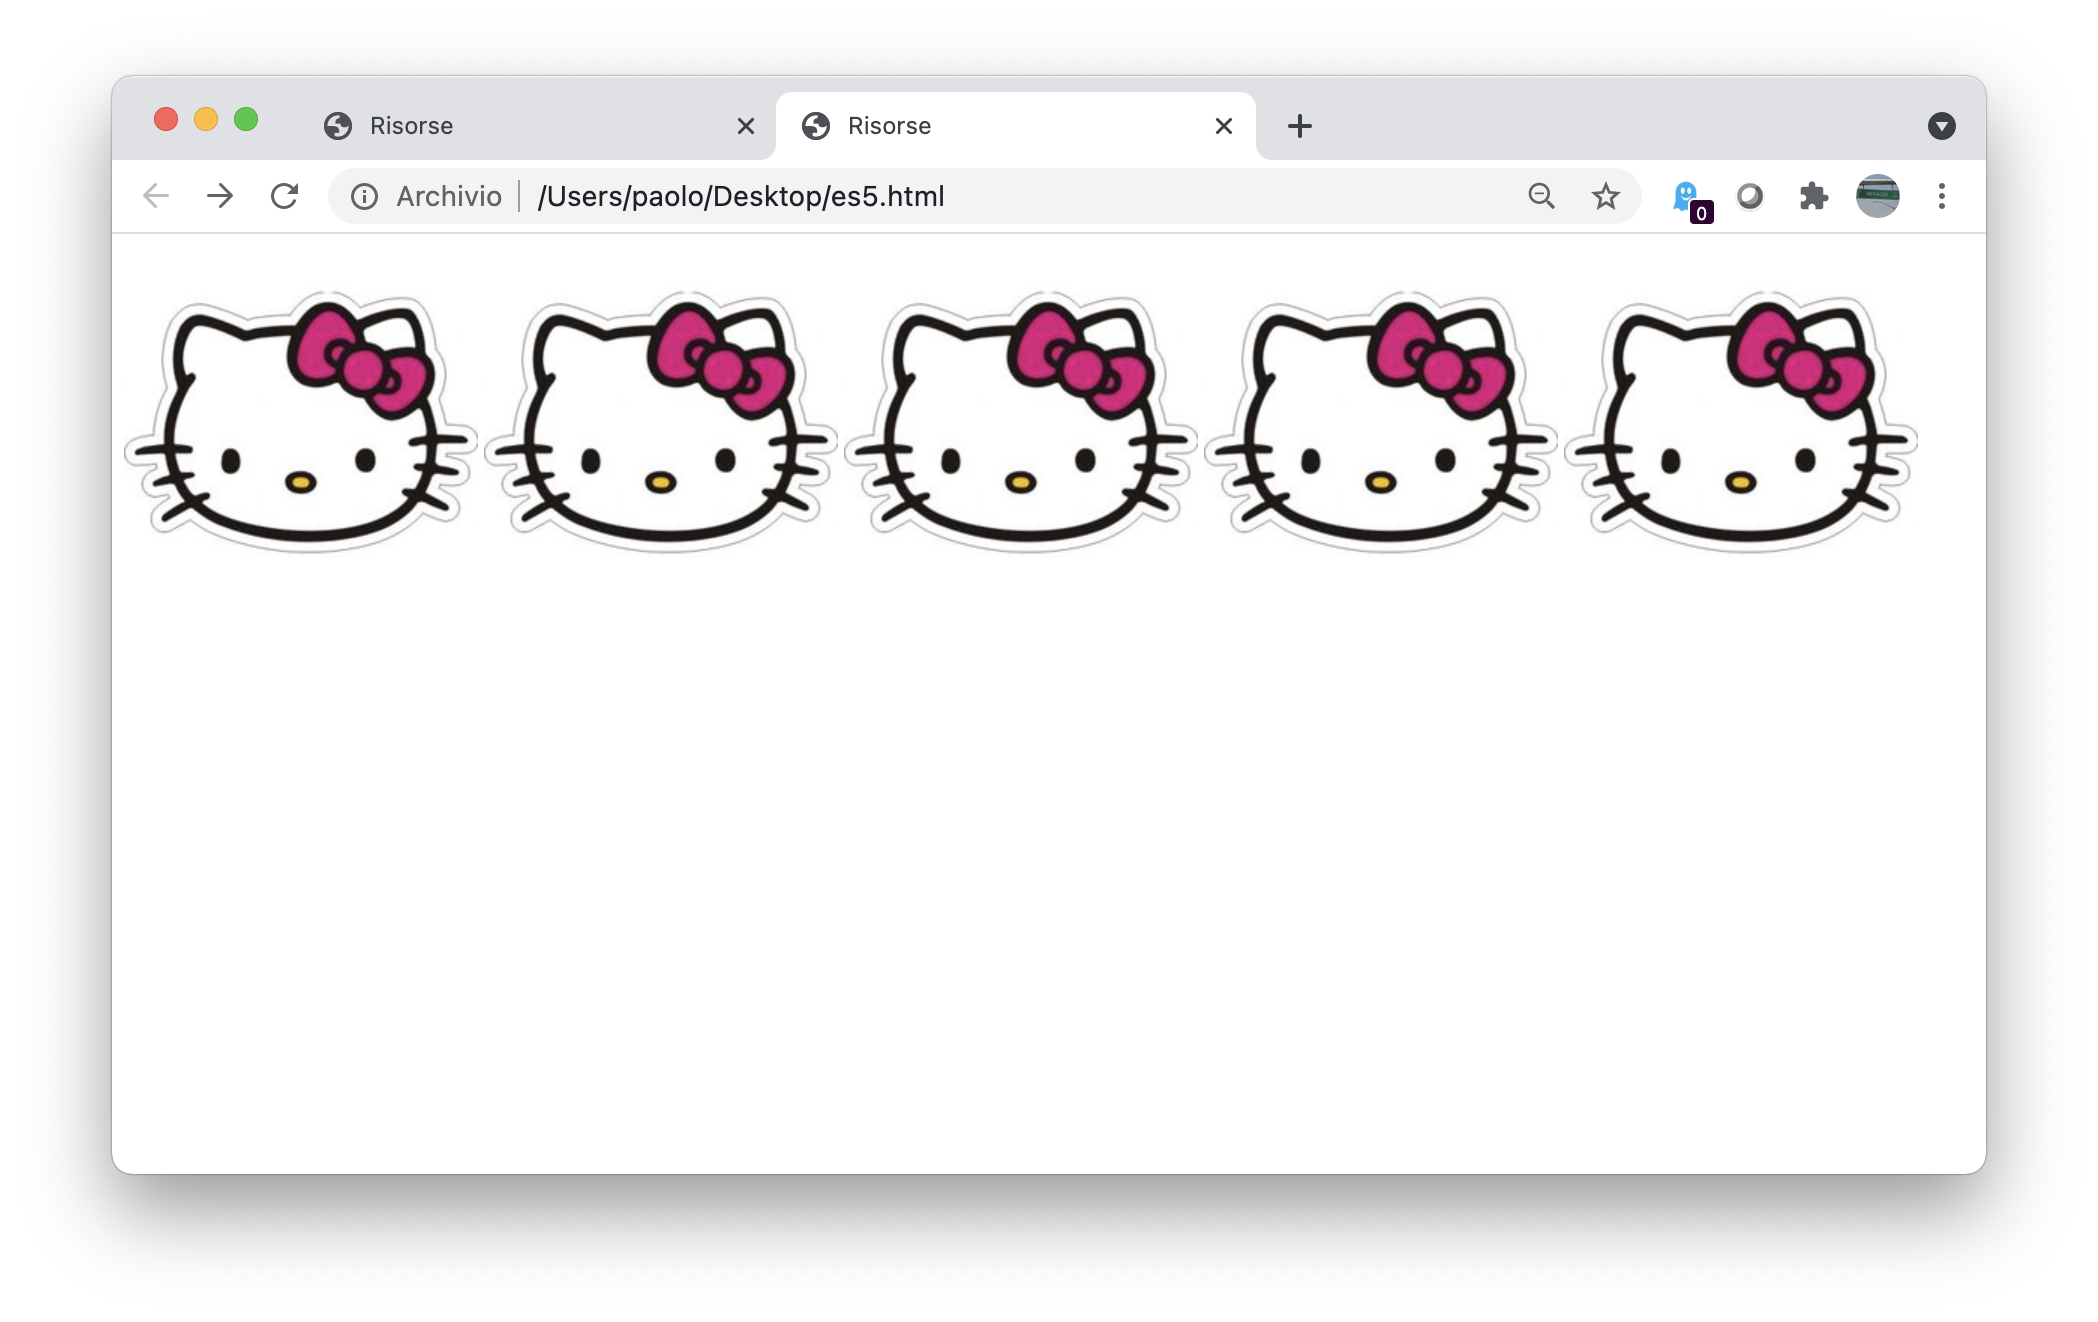 Risorse
Risorse
Archivio
/Users/paolo/Desktop/es5.html
0